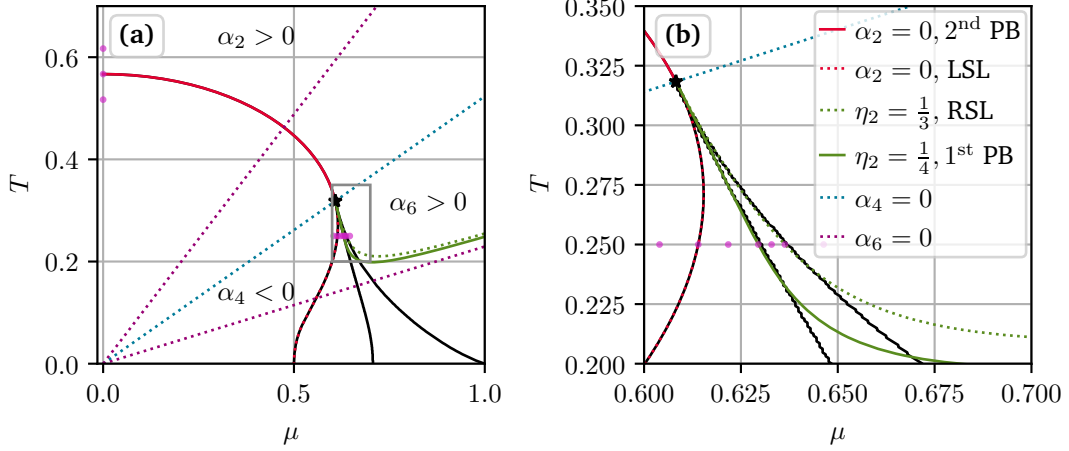 (a)
α₂ > 0
α₆ > 0
α₄ < 0
0.6
0.4
0.2
0.0
T
0.0
0.5
1.0
μ
(b)
α₂ = 0, 2ⁿᵈ PB
α₂ = 0, LSL
η₂ = 1/3, RSL
η₂ = 1/4, 1ˢᵗ PB
α₄ = 0
α₆ = 0
0.350
0.325
0.300
0.275
0.250
0.225
0.200
T
0.600
0.625
0.650
0.675
0.700
μ